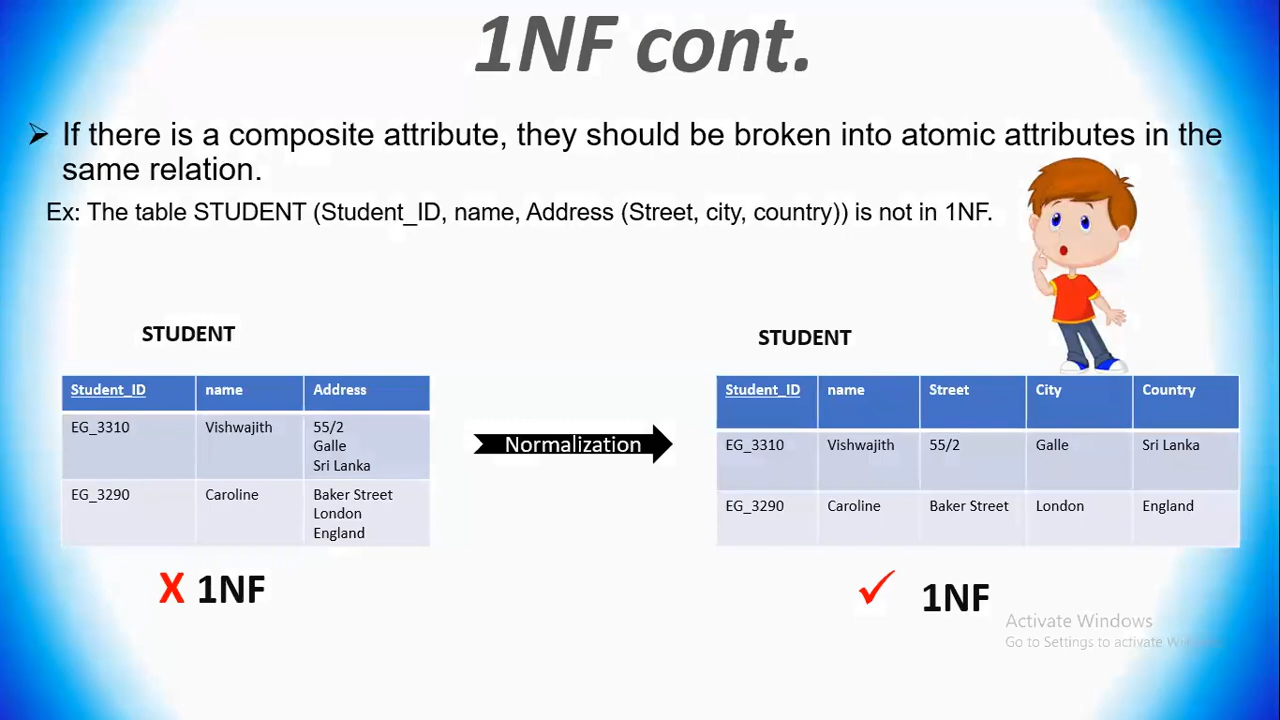 1NF cont.
➢ If there is a composite attribute, they should be broken into atomic attributes in the
same relation.
Ex: The table STUDENT (Student_ID, name, Address (Street, city, country)) is not in 1NF.
STUDENT
Student_ID name Address
EG_3310 Vishwajith 55/2
Galle
Sri Lanka
EG_3290 Caroline Baker Street
London
England
X 1NF
Normalization
STUDENT
Student_ID name Street City Country
EG_3310 Vishwajith 55/2 Galle Sri Lanka
EG_3290 Caroline Baker Street London England
✓ 1NF
Activate Windows
Go to Settings to activate Windows